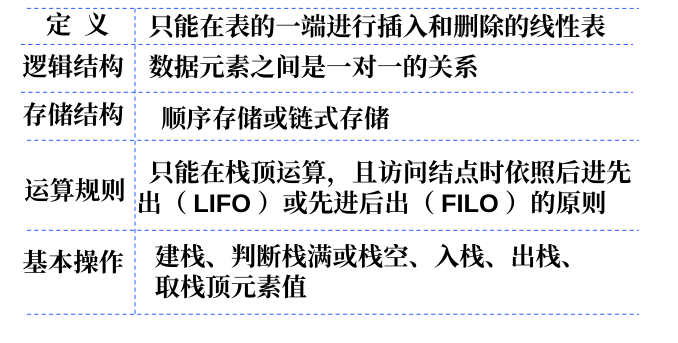 定 义 只能在表的一端进行插入和删除的线性表
逻辑结构 数据元素之间是一对一的关系
存储结构 顺序存储或链式存储
运算规则 只能在栈顶运算，且访问结点时依照后进先
出（LIFO）或先进后出（FILO）的原则
基本操作 建栈、判断栈满或栈空、入栈、出栈、
取栈顶元素值